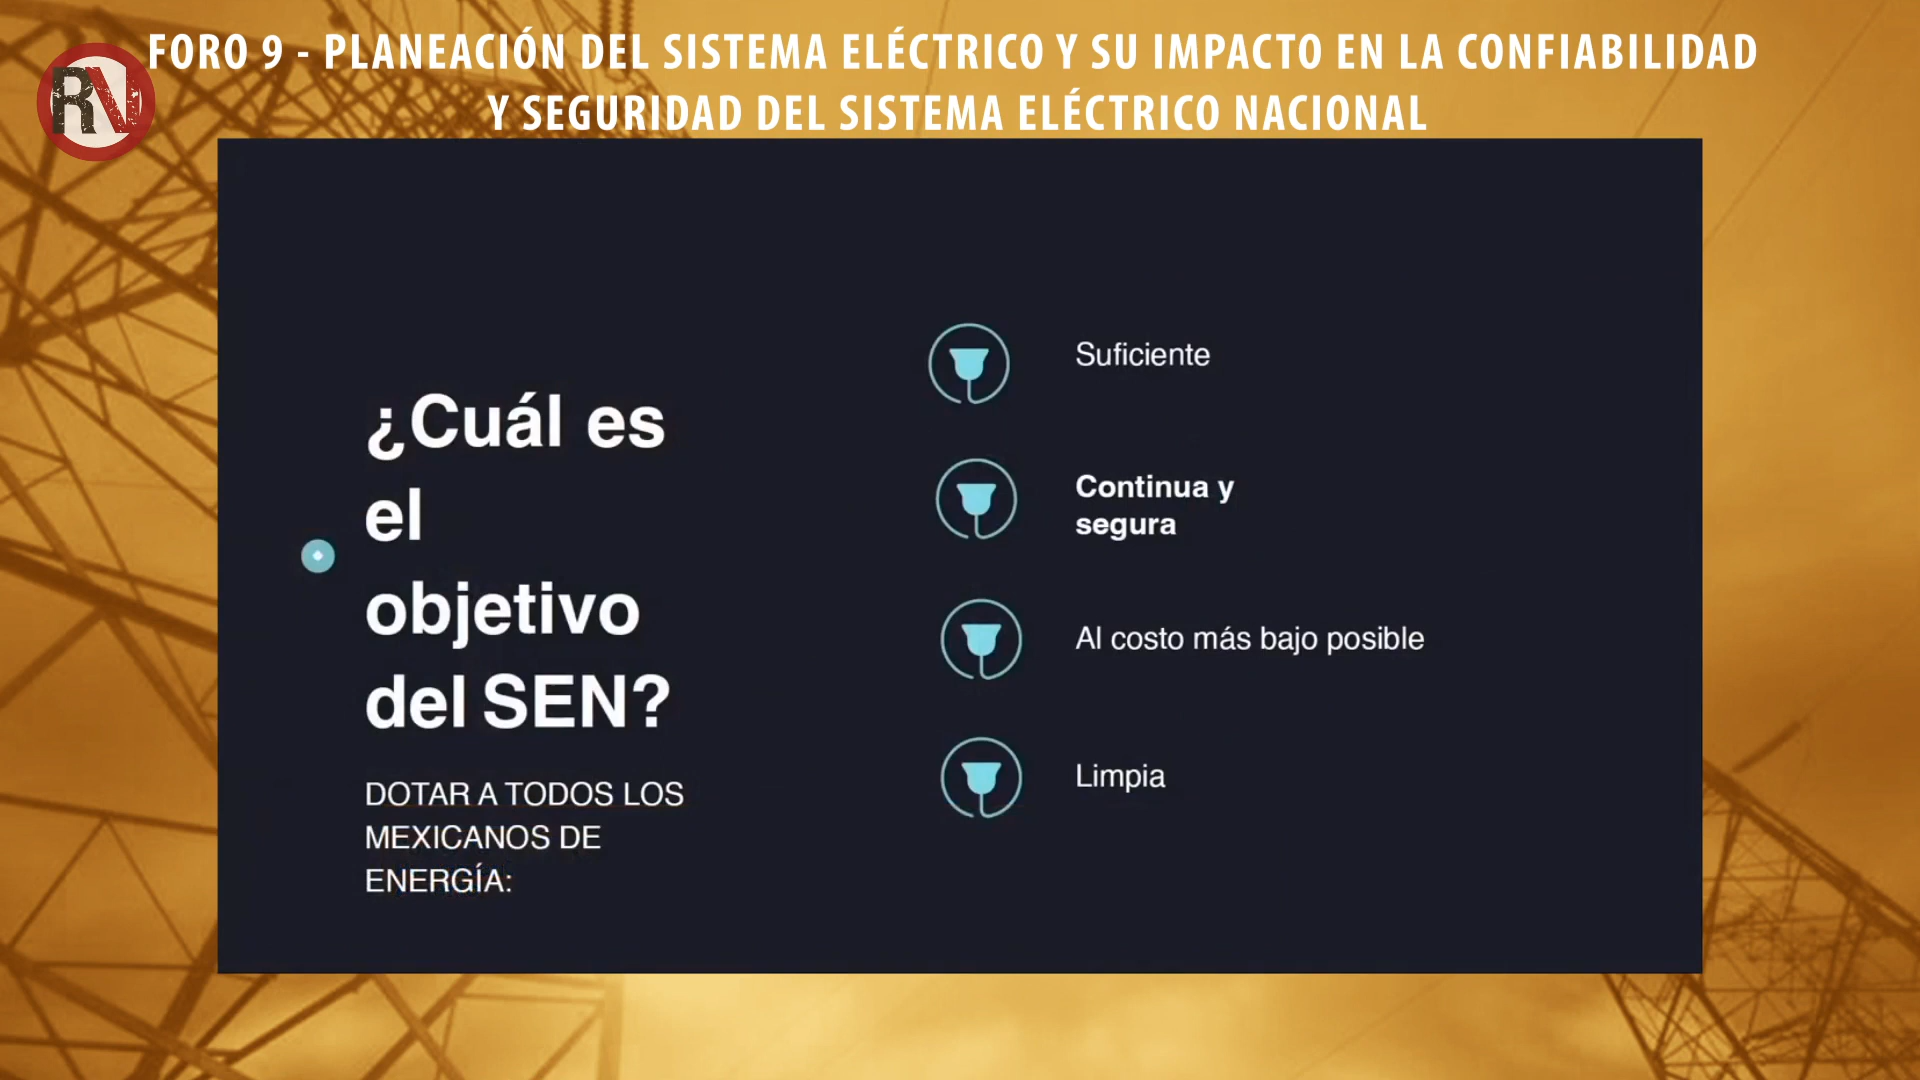 FORO 9 - PLANEACIÓN DEL SISTEMA ELÉCTRICO Y SU IMPACTO EN LA CONFIABILIDAD
Y SEGURIDAD DEL SISTEMA ELÉCTRICO NACIONAL
RN
¿Cuál es
el
objetivo
del SEN?
DOTAR A TODOS LOS
MEXICANOS DE
ENERGÍA:
Suficiente
Continua y
segura
Al costo más bajo posible
Limpia